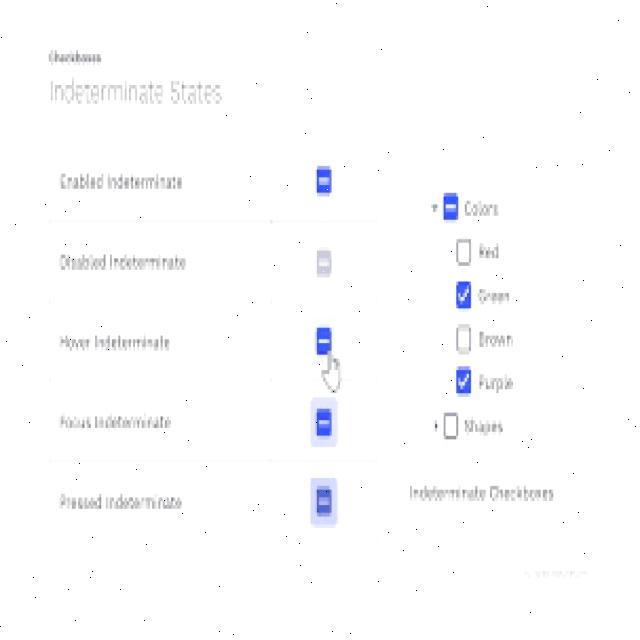 Checkboxes
Indeterminate States
Enabled Indeterminate
Disabled Indeterminate
Hover Indeterminate
Focus Indeterminate
Pressed Indeterminate
Colors
Red
Green
Brown
Purple
Shapes
Indeterminate Checkboxes